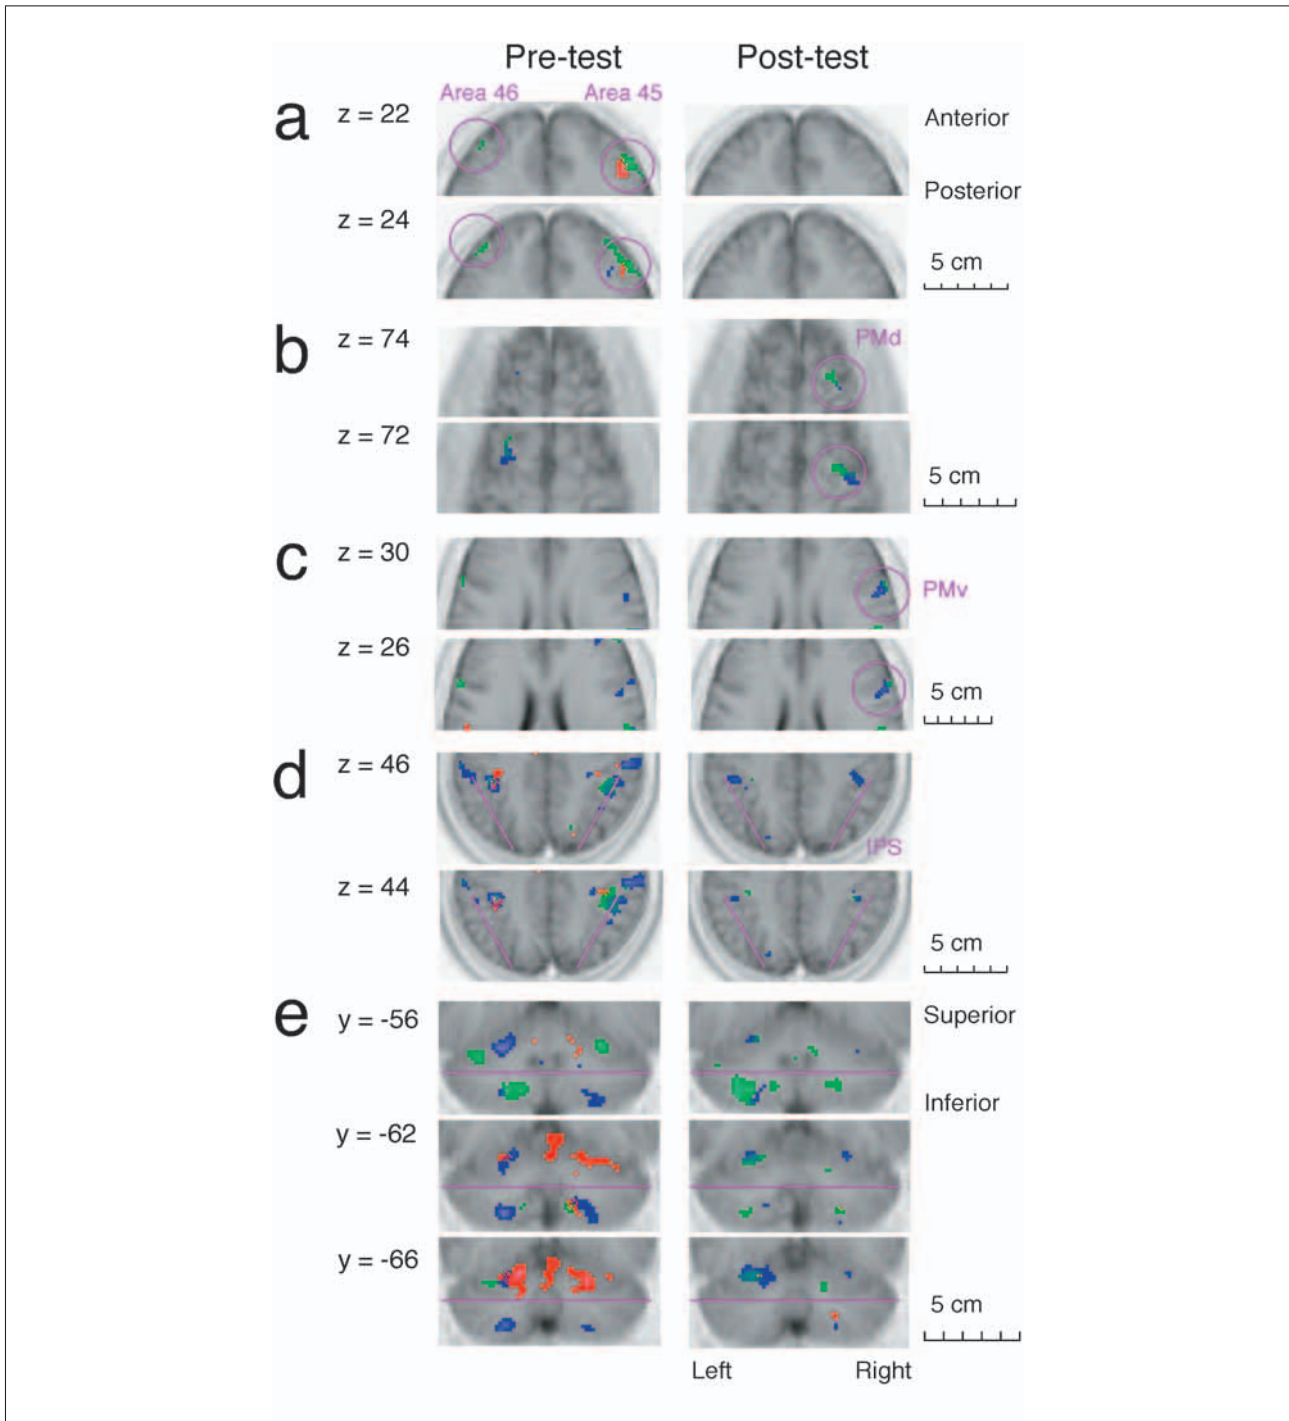 Pre-test Post-test
Area 46 Area 45
a z = 22 Anterior
Posterior
z = 24
5 cm
b z = 74 PMd
z = 72
5 cm
c z = 30
PMv
z = 26
5 cm
d z = 46
IPS
z = 44
5 cm
e y = -56 Superior
Inferior
y = -62
y = -66
5 cm
Left Right